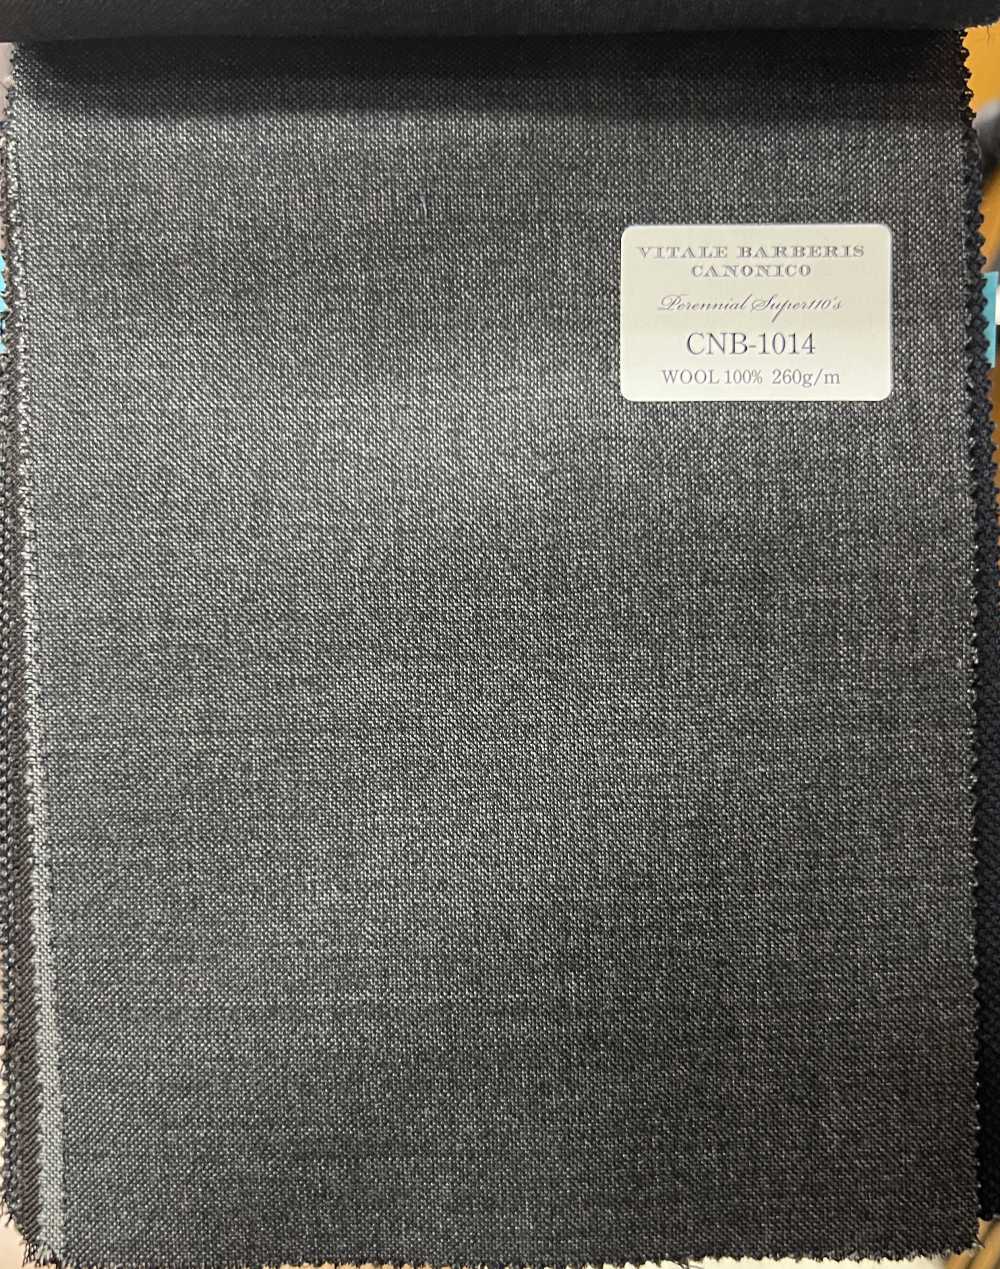 VITALE BARBERIS
CANONICO
Perennial Super110's
CNB-1014
WOOL 100% 260g/m